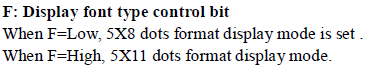 F: Display font type control bit
When F=Low, 5X8 dots format display mode is set .
When F=High, 5X11 dots format display mode.